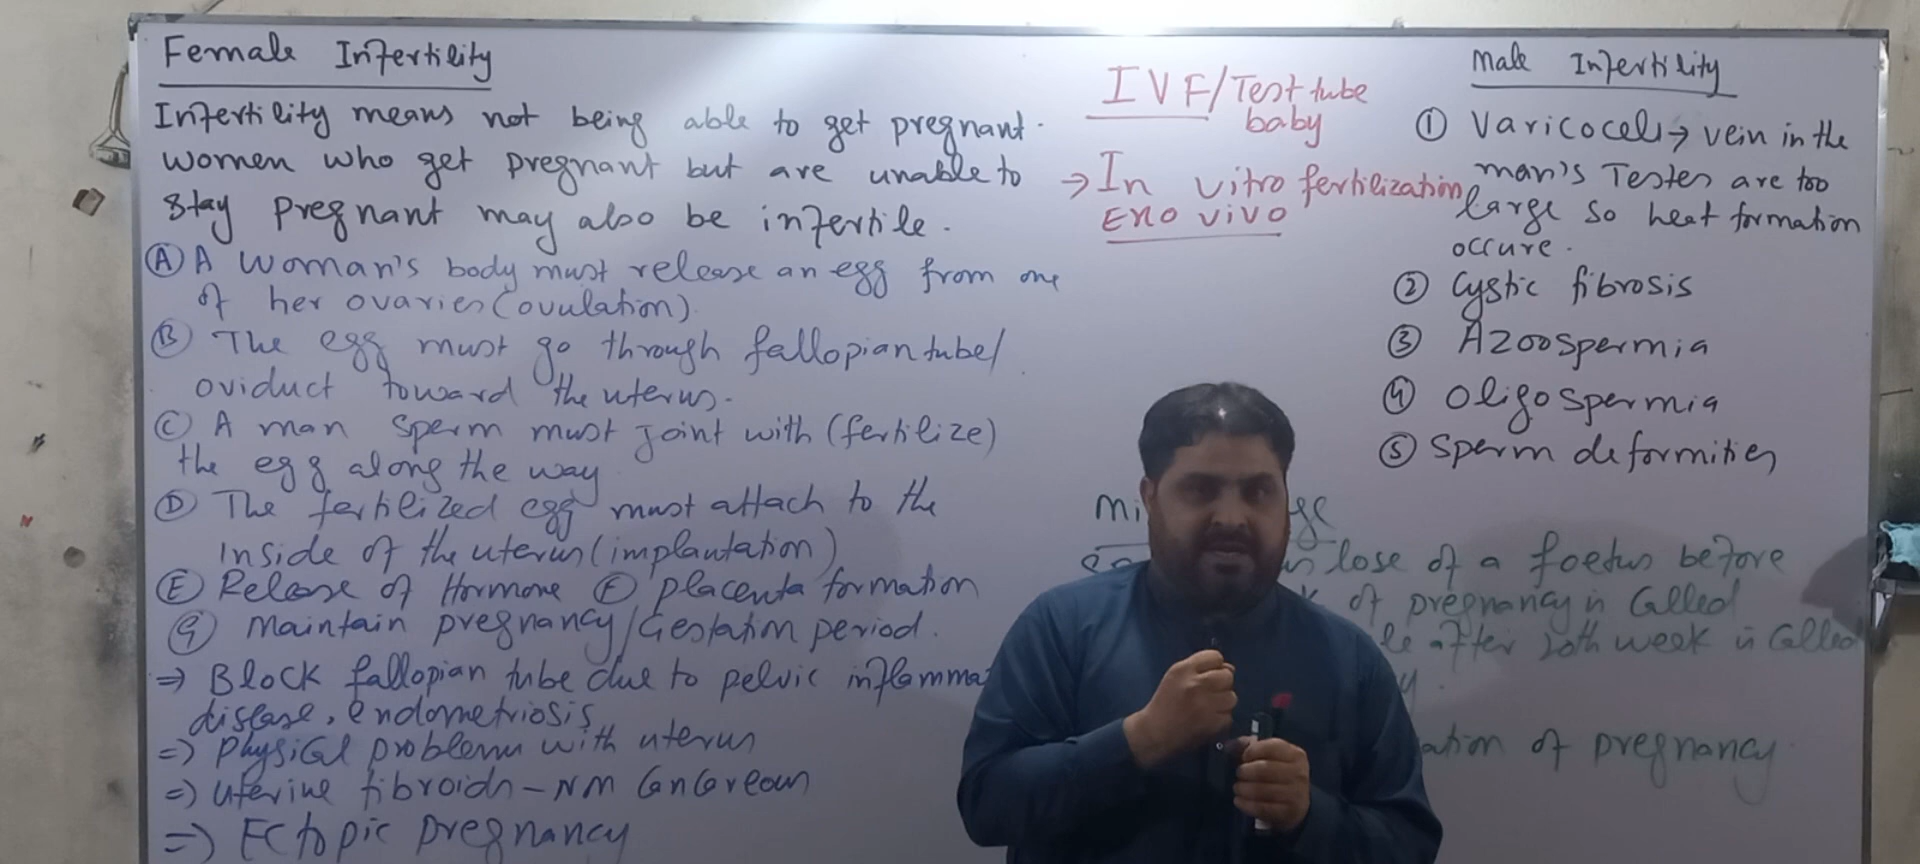 Female Infertility
Infertility means not being able to get pregnant.
women who get pregnant but are unable to
stay pregnant may also be infertile.
Ⓐ A woman's body must release an egg from one
of her ovaries (ovulation)
Ⓑ The egg must go through fallopian tube/
oviduct toward the uterus.
Ⓒ A man sperm must joint with (fertilize)
the egg along the way
Ⓓ The fertilized egg must attach to the
inside of the uterus (implantation)
Ⓔ Release of Hormone Ⓕ placenta formation
Ⓖ maintain pregnancy/Gestation period.
⇒ Block fallopian tube due to pelvic inflamma
disease, endometriosis
⇒ physical problem with uterus
⇒ uterine fibroids - Cancereous
⇒ Ectopic pregnancy
IVF/Test tube
baby
→ In vitro fertilization
Exo vivo
Male Infertility
① Varicocels → vein in the
man's Testes are too
large so heat formation
occure.
② Cystic fibrosis
③ Azoospermia
④ Oligospermia
⑤ Sperm deformities
lose of a foetus before
of pregnancy is Called
after 20th week is Called
ation of pregnancy